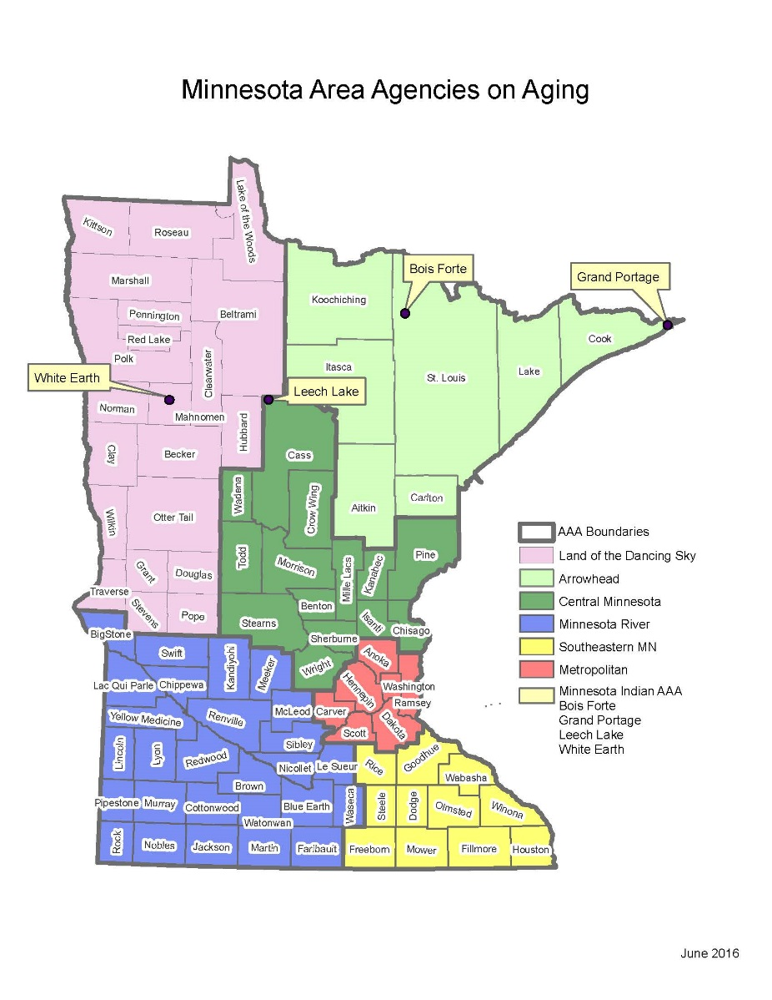 Minnesota Area Agencies on Aging
Kittson
Roseau
Lake of the Woods
Marshall
Koochiching
Bois Forte
Grand Portage
Pennington
Beltrami
Red Lake
Cook
Polk
Clearwater
Itasca
St. Louis
Lake
White Earth
Leech Lake
Norman
Mahnomen
Hubbard
Clay
Becker
Cass
Wadena
Crow Wing
Aitkin
Carlton
Wilkin
Otter Tail
Todd
Morrison
Mille Lacs
Kanabec
Pine
Grant
Douglas
Traverse
Stevens
Pope
Benton
Stearns
Isanti
Chisago
BigStone
Sherburne
Swift
Kandiyohi
Meeker
Wright
Anoka
Lac Qui Parle
Chippewa
Hennepin
Washington
Ramsey
Yellow Medicine
Renville
McLeod
Carver
Dakota
Scott
Lincoln
Lyon
Redwood
Sibley
Nicollet
Le Sueur
Rice
Goodhue
Wabasha
Brown
Pipestone
Murray
Cottonwood
Blue Earth
Waseca
Steele
Dodge
Olmsted
Winona
Watonwan
Rock
Nobles
Jackson
Martin
Faribault
Freeborn
Mower
Fillmore
Houston
AAA Boundaries
Land of the Dancing Sky
Arrowhead
Central Minnesota
Minnesota River
Southeastern MN
Metropolitan
Minnesota Indian AAA
Bois Forte
Grand Portage
Leech Lake
White Earth
June 2016